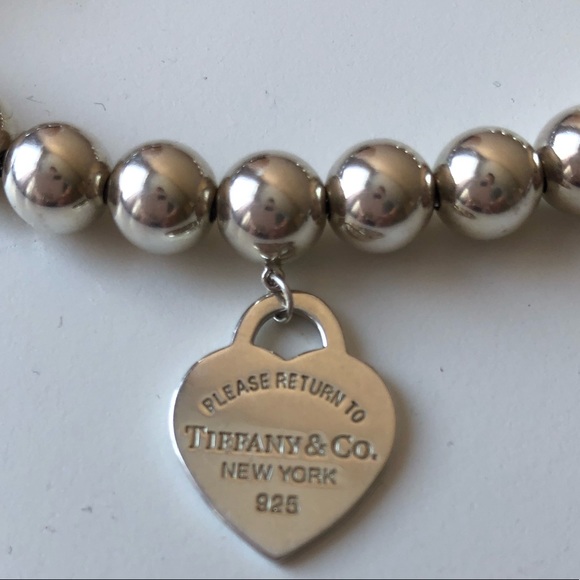 PLEASE RETURN TO
TIFFANY & CO.
NEW YORK
925